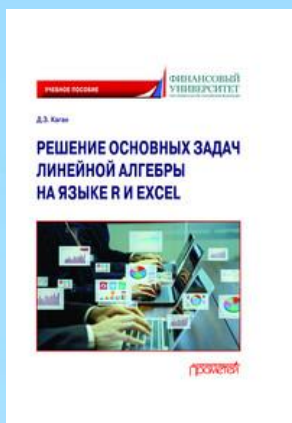 УЧЕБНОЕ ПОСОБИЕ
ФИНАНСОВЫЙ
УНИВЕРСИТЕТ
Д.Э. Каган
РЕШЕНИЕ ОСНОВНЫХ ЗАДАЧ
ЛИНЕЙНОЙ АЛГЕБРЫ
НА ЯЗЫКЕ R И EXCEL
Прометей